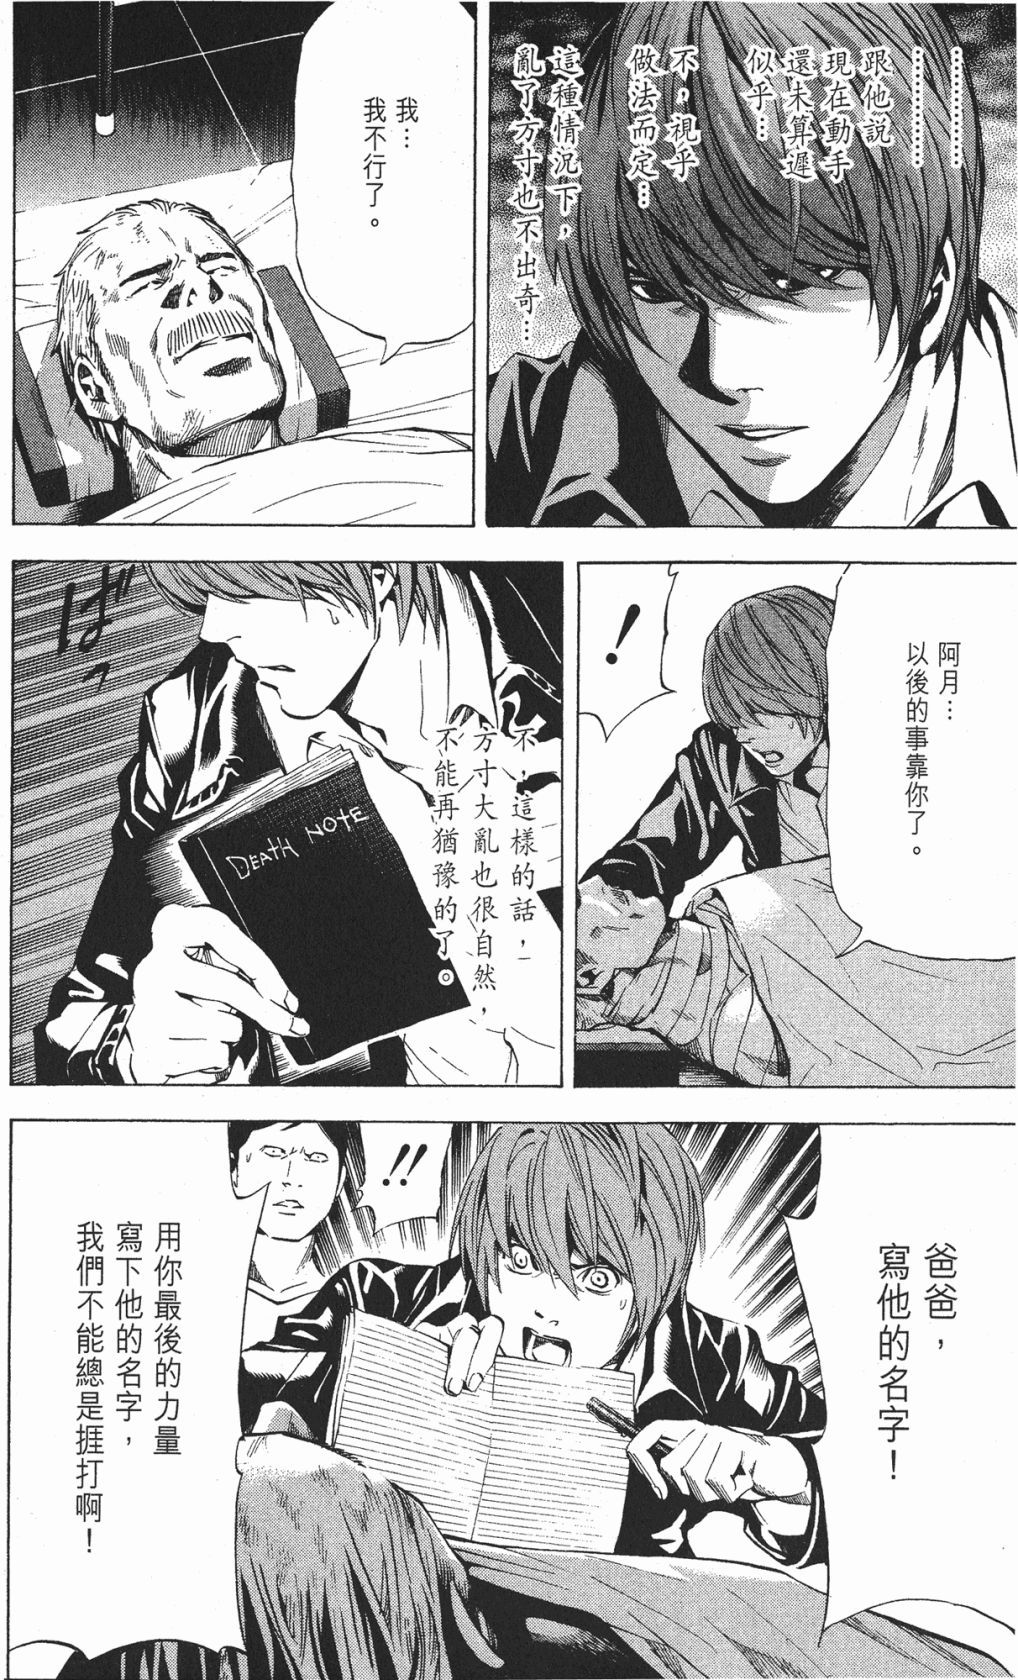 …………
…………
跟他說
現在動手
還未算遲
似乎…
不，視乎
做法而定…
這種情況下，
亂了方寸也不出奇…
我…
我不行了。
阿月…
以後的事靠你了。
！
ばっ
DEATH NOTE
不，這樣的話，
方寸大亂也很自然，
不能再猶豫的了。
爸爸，
寫他的名字！
！！
用你最後的力量
寫下他的名字，
我們不能總是捱打啊！